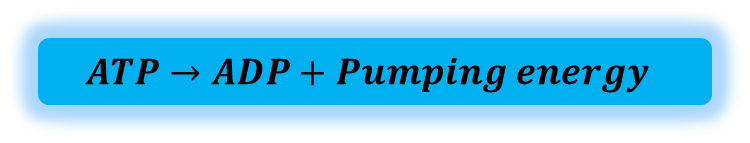 ATP → ADP + Pumping energy